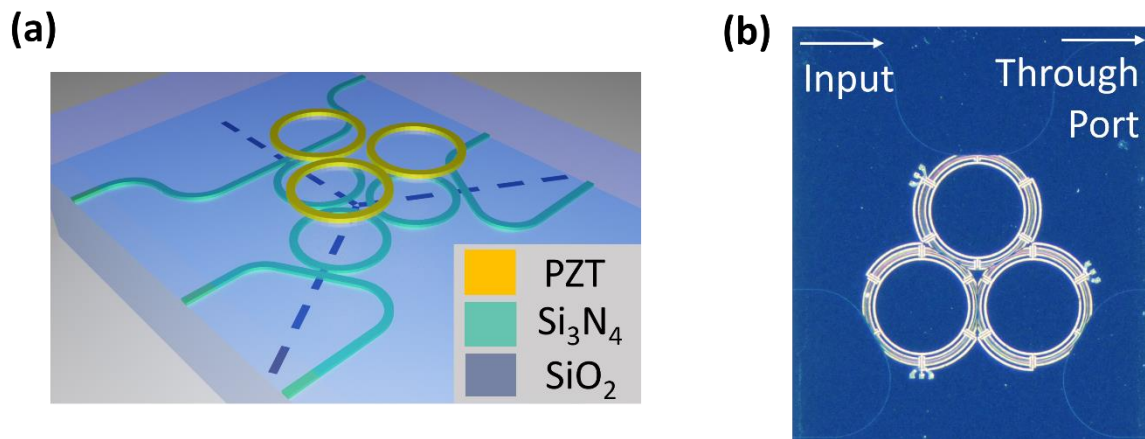 (a)
PZT
Si₃N₄
SiO₂
(b)
Input
Through
Port